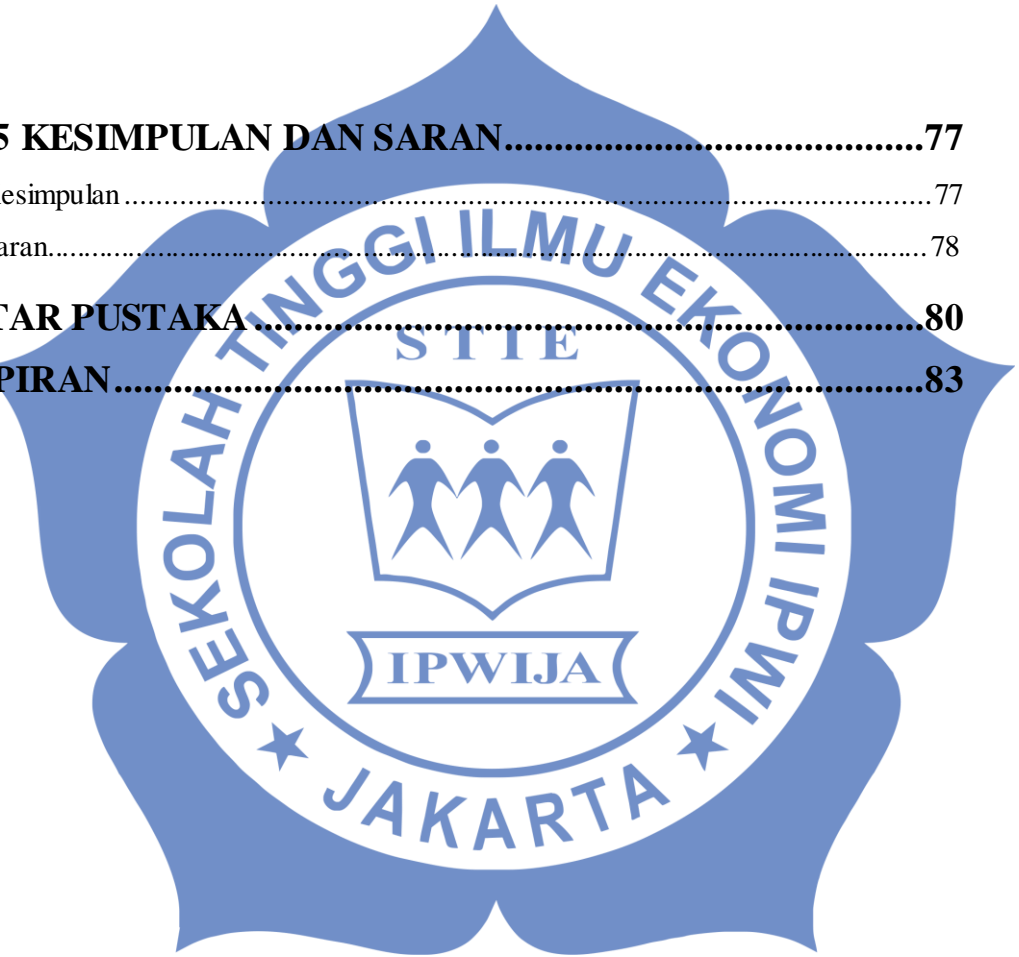 5 KESIMPULAN DAN SARAN..........................................77
esimpulan.......................................................................................77
aran...............................................................................................78
TAR PUSTAKA...................................................................80
PIRAN.................................................................................83
SEKOLAH TINGGI ILMU EKONOMI IPWI
STIE
IPWIJA
★ JAKARTA ★